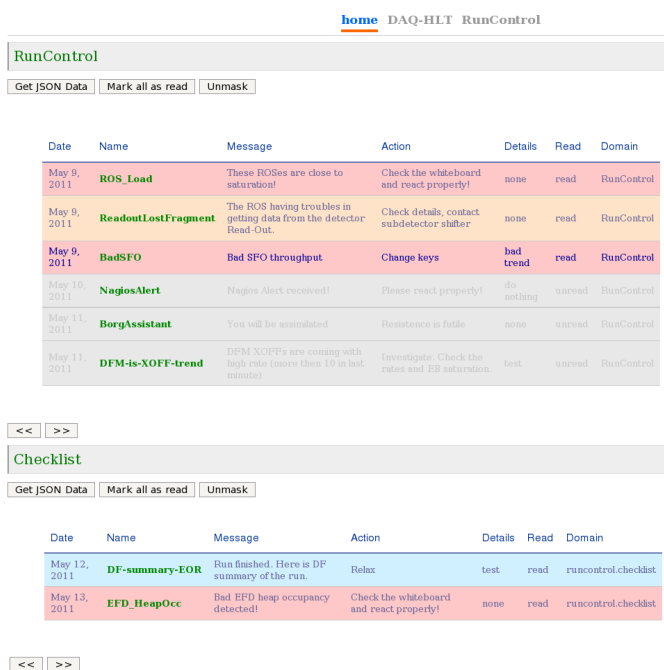 home DAQ-HLT RunControl
RunControl
Get JSON Data Mark all as read Unmask
Date Name Message Action Details Read Domain
May 9, 2011 ROS_Load These ROSes are close to saturation! Check the whiteboard and react properly! none read RunControl
May 9, 2011 ReadoutLostFragment The ROS having troubles in getting data from the detector Read-Out. Check details, contact subdetector shifter none read RunControl
May 9, 2011 BadSFO Bad SFO throughput Change keys bad trend read RunControl
May 10, 2011 NagiosAlert Nagios Alert received! Please react properly! do nothing unread RunControl
May 11, 2011 BorgAssistant You will be assimilated Resistence is futile none unread RunControl
May 11, 2011 DFM-is-XOFF-trend DFM XOFFs are coming with high rate (more then 10 in last minute) Investigate. Check the rates and EB saturation. test unread RunControl
<< >>
Checklist
Get JSON Data Mark all as read Unmask
Date Name Message Action Details Read Domain
May 12, 2011 DF-summary-EOR Run finished. Here is DF summary of the run. Relax test read runcontrol.checklist
May 13, 2011 EFD_HeapOcc Bad EFD heap occupancy detected! Check the whiteboard and react properly! none read runcontrol.checklist
<< >>